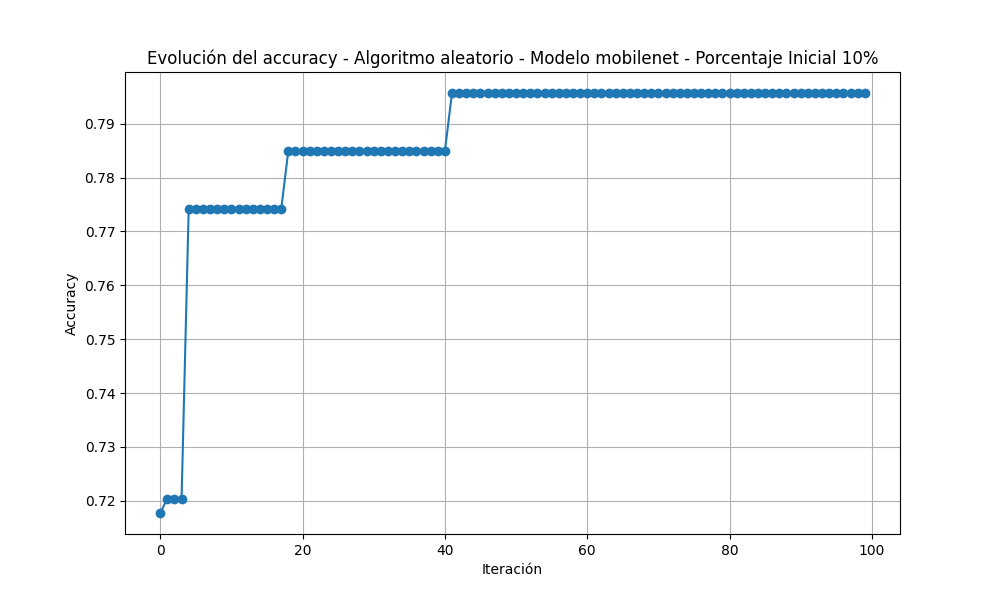 Evolución del accuracy - Algoritmo aleatorio - Modelo mobilenet - Porcentaje Inicial 10%
Accuracy
0.79
0.78
0.77
0.76
0.75
0.74
0.73
0.72
0 20 40 60 80 100
Iteración